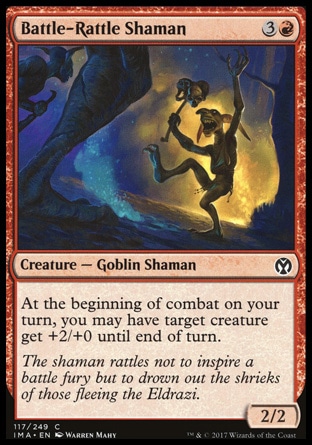 Battle-Rattle Shaman 3
Creature — Goblin Shaman
At the beginning of combat on your
turn, you may have target creature
get +2/+0 until end of turn.
The shaman rattles not to inspire a
battle fury but to drown out the shrieks
of those fleeing the Eldrazi.
2/2
117/249 C
IMA • EN Warren Mahy
™ & © 2017 Wizards of the Coast